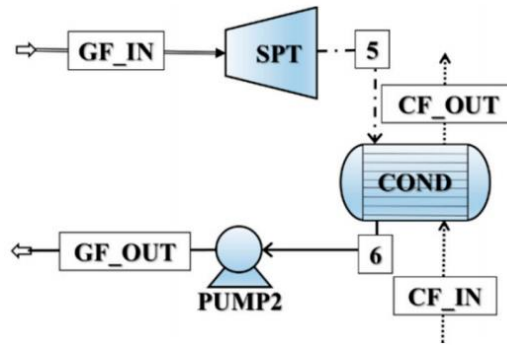 GF_IN
SPT
5
CF_OUT
COND
GF_OUT
6
PUMP2
CF_IN